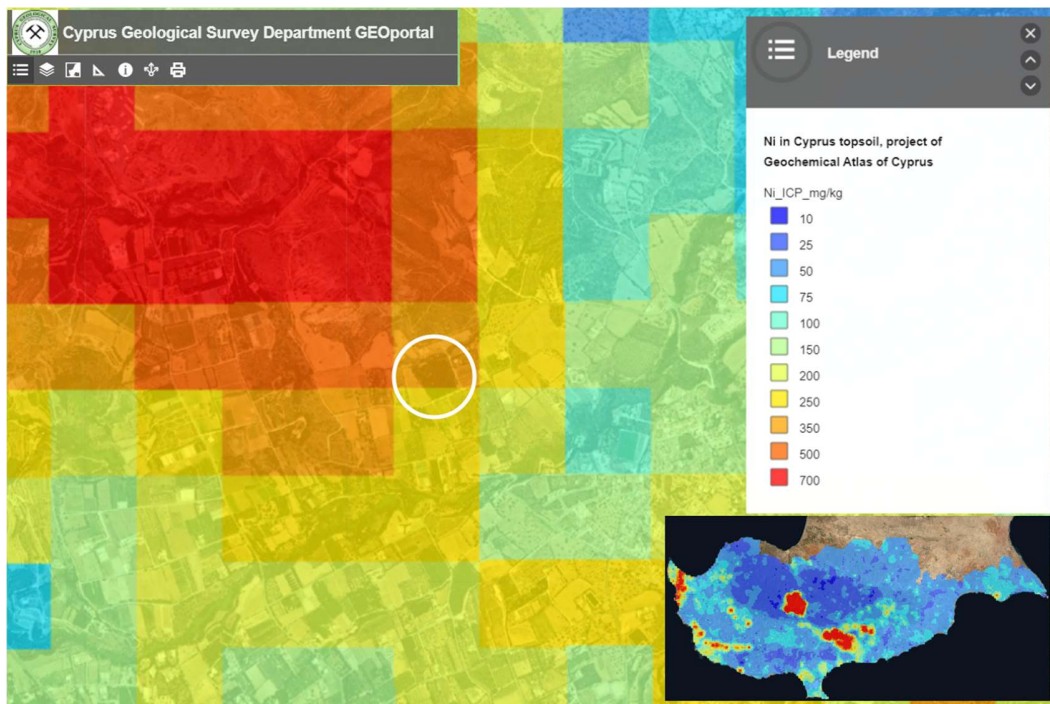 Cyprus Geological Survey Department GEOportal
Legend
Ni in Cyprus topsoil, project of
Geochemical Atlas of Cyprus
Ni_ICP_mg/kg
10
25
50
75
100
150
200
250
350
500
700